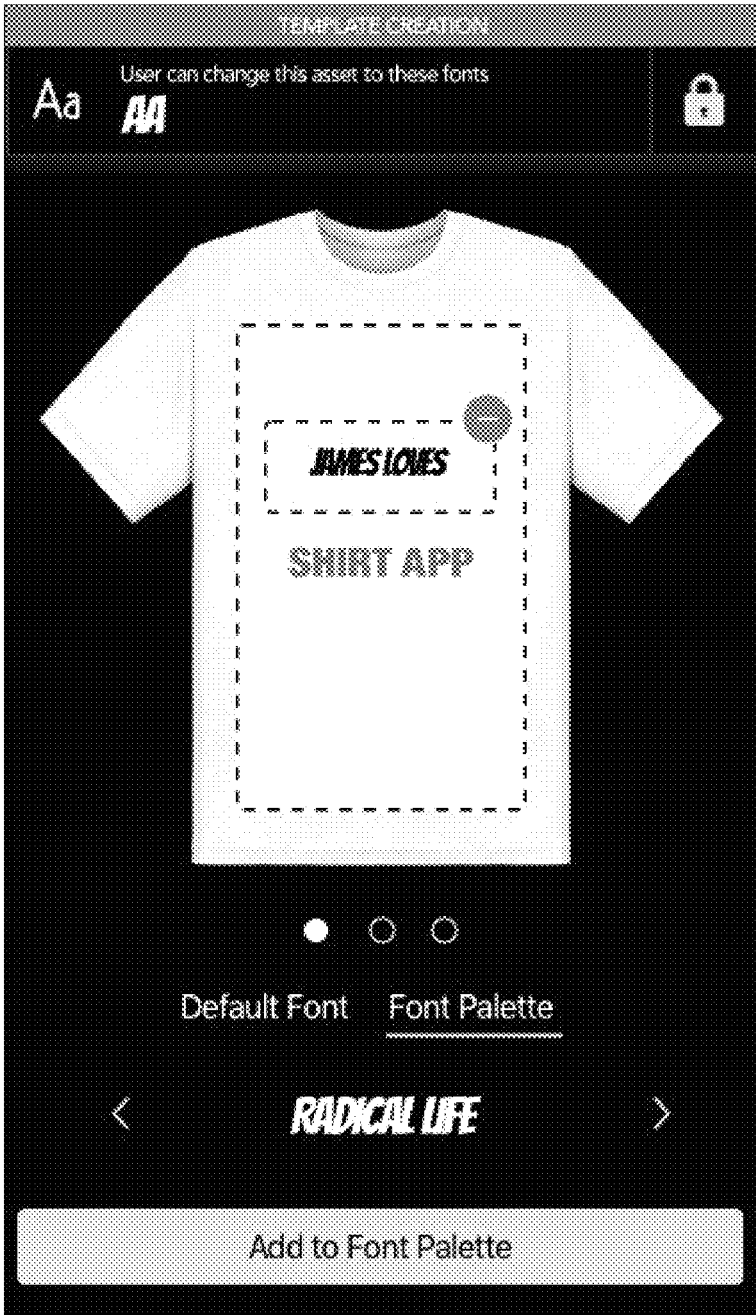 TEMPLATE CREATION
Aa
User can change this asset to these fonts
AA
JAMES LOVES
SHIRT APP
Default Font Font Palette
RADICAL LIFE
Add to Font Palette